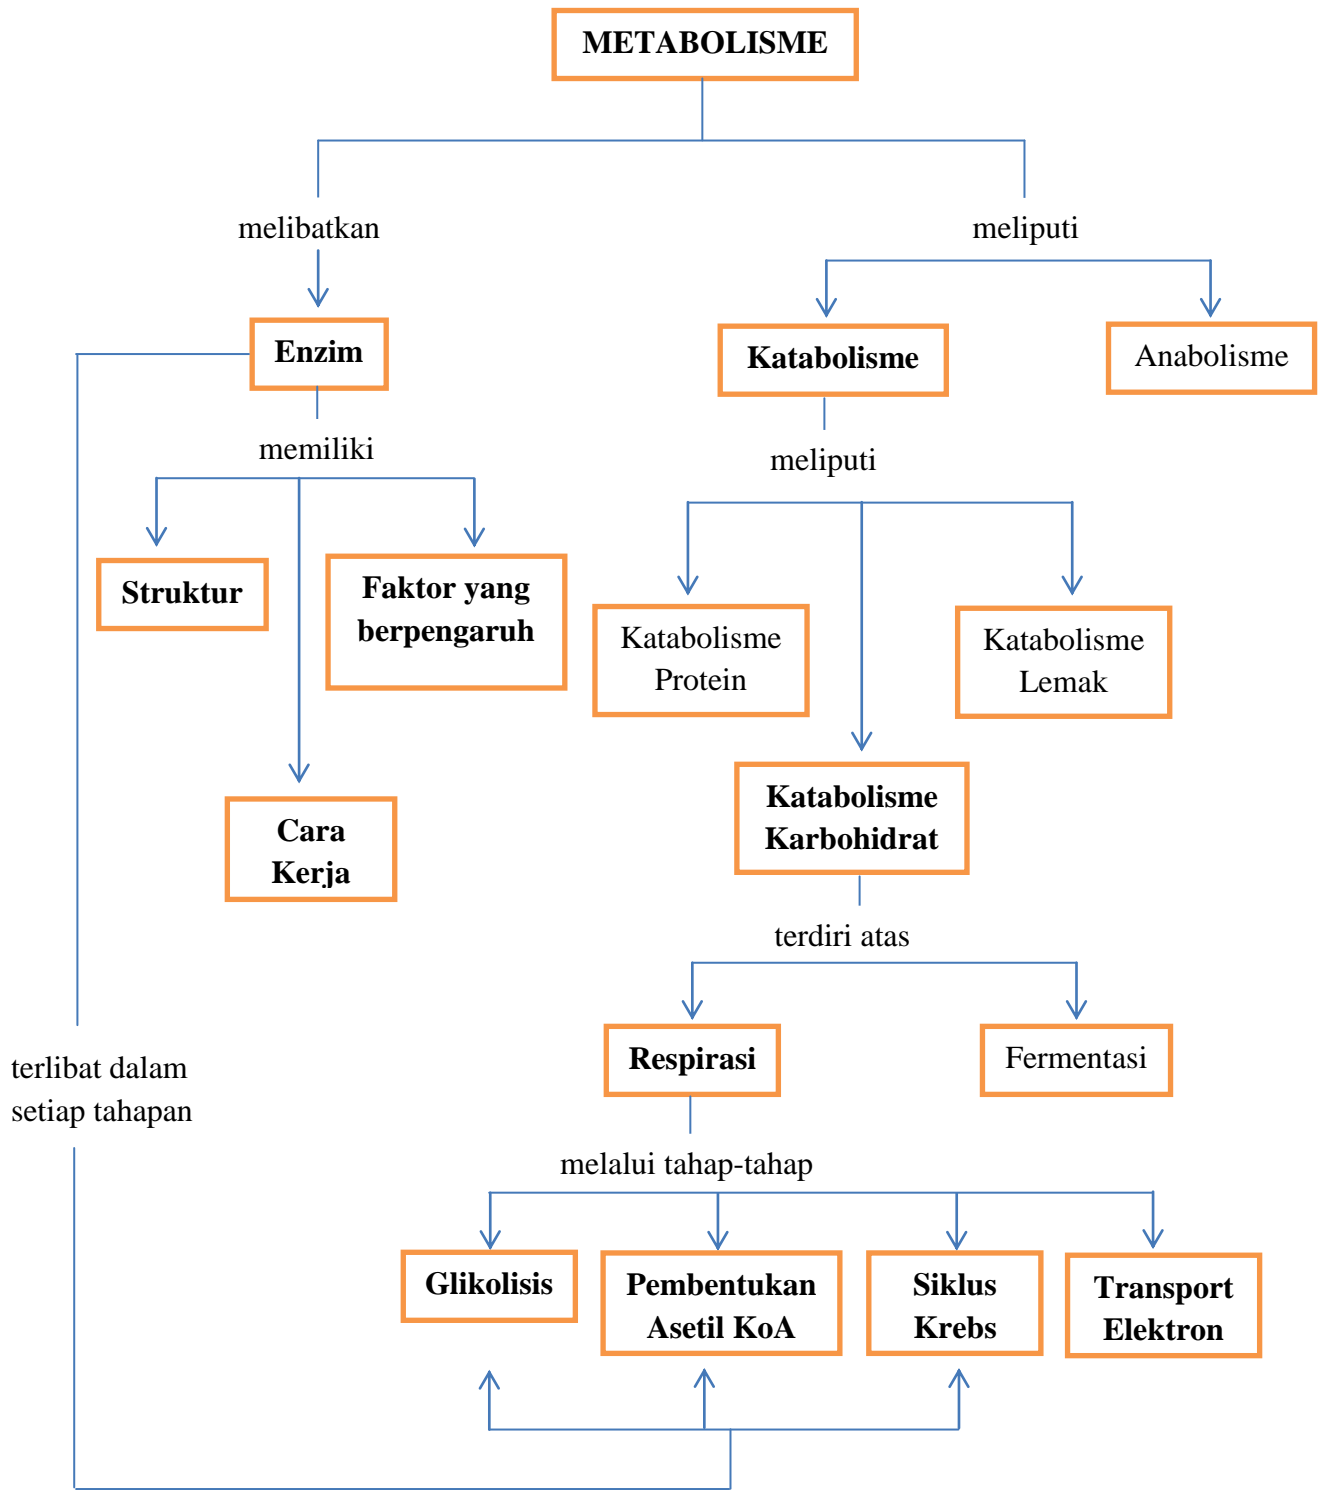 METABOLISME
melibatkan
meliputi
Enzim
Katabolisme
Anabolisme
memiliki
meliputi
Struktur
Faktor yang
berpengaruh
Katabolisme
Protein
Katabolisme
Lemak
Katabolisme
Karbohidrat
Cara
Kerja
terdiri atas
Respirasi
Fermentasi
terlibat dalam
setiap tahapan
melalui tahap-tahap
Glikolisis
Pembentukan
Asetil KoA
Siklus
Krebs
Transport
Elektron